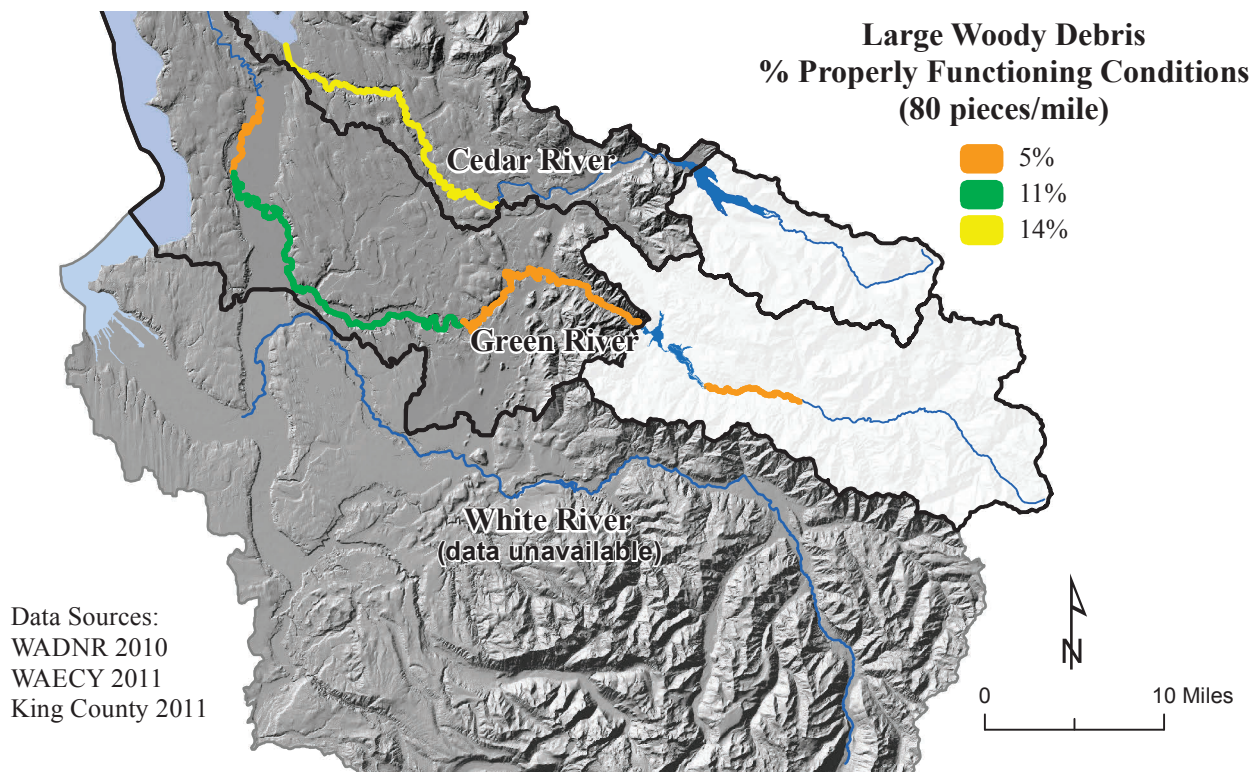 Large Woody Debris
% Properly Functioning Conditions
(80 pieces/mile)
5%
11%
14%
Cedar River
Green River
White River
(data unavailable)
Data Sources:
WADNR 2010
WAECY 2011
King County 2011
N
0 10 Miles